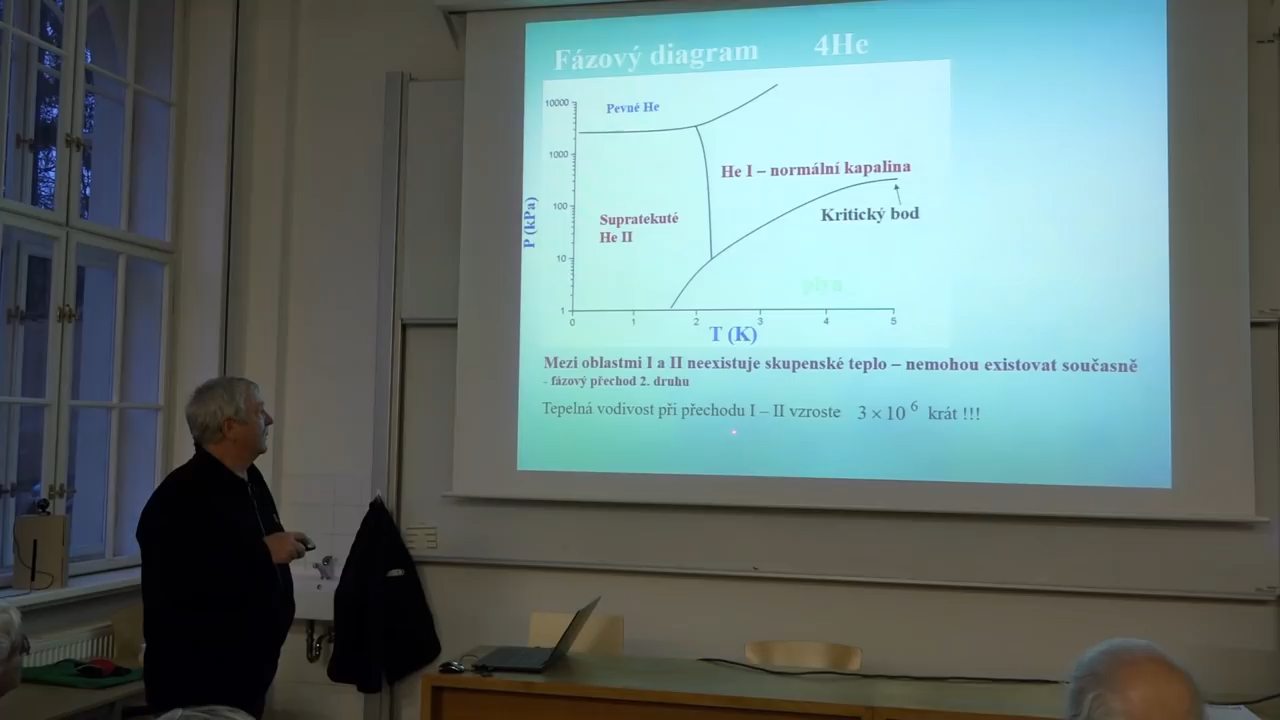 Fázový diagram 4He
10000
Pevné He
1000
He I – normální kapalina
100
Supratekuté
He II
Kritický bod
P (kPa)
10
plyn
1
0 1 2 3 4 5
T (K)
Mezi oblastmi I a II neexistuje skupenské teplo – nemohou existovat současně
- fázový přechod 2. druhu
Tepelná vodivost při přechodu I – II vzroste 3 × 10⁶ krát !!!